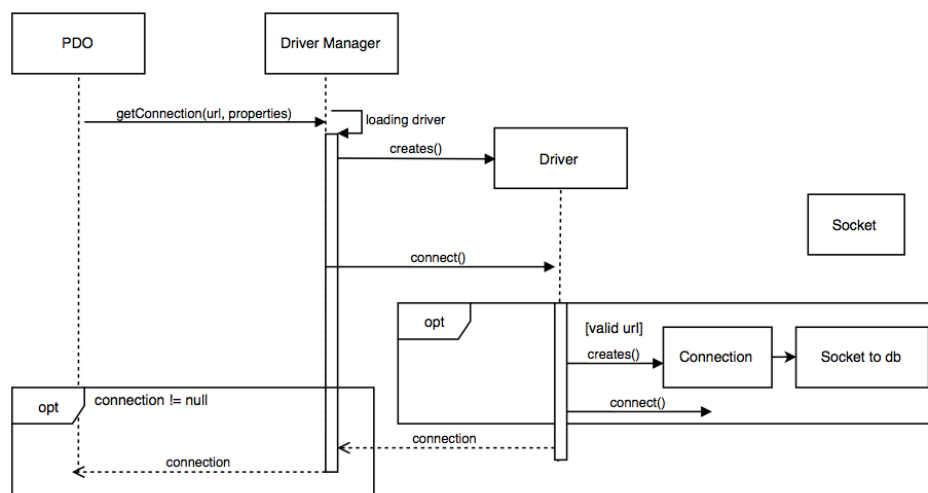 PDO
Driver Manager
getConnection(url, properties)
loading driver
creates()
Driver
Socket
connect()
opt
[valid url]
creates()
Connection
Socket to db
opt
connection != null
connect()
connection
connection